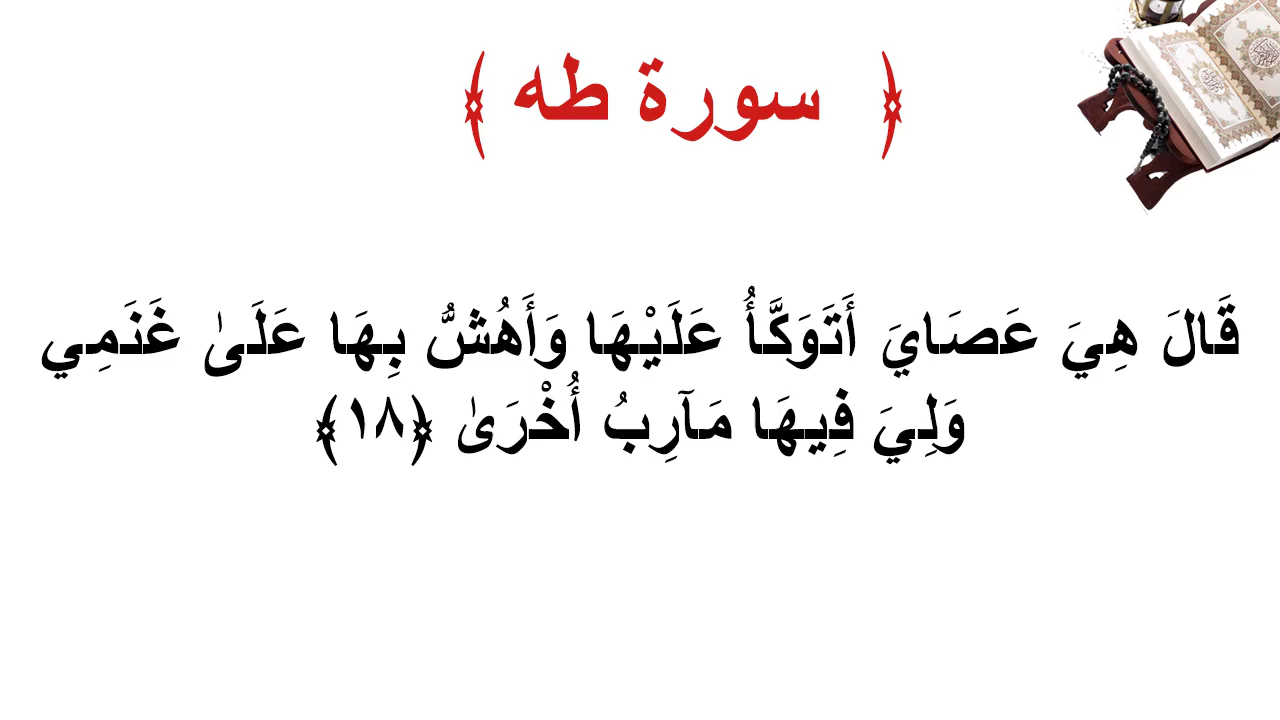 ﴿ سورة طه ﴾
قَالَ هِيَ عَصَايَ أَتَوَكَّأُ عَلَيْهَا وَأَهُشُّ بِهَا عَلَىٰ غَنَمِي
وَلِيَ فِيهَا مَآرِبُ أُخْرَىٰ ﴿١٨﴾